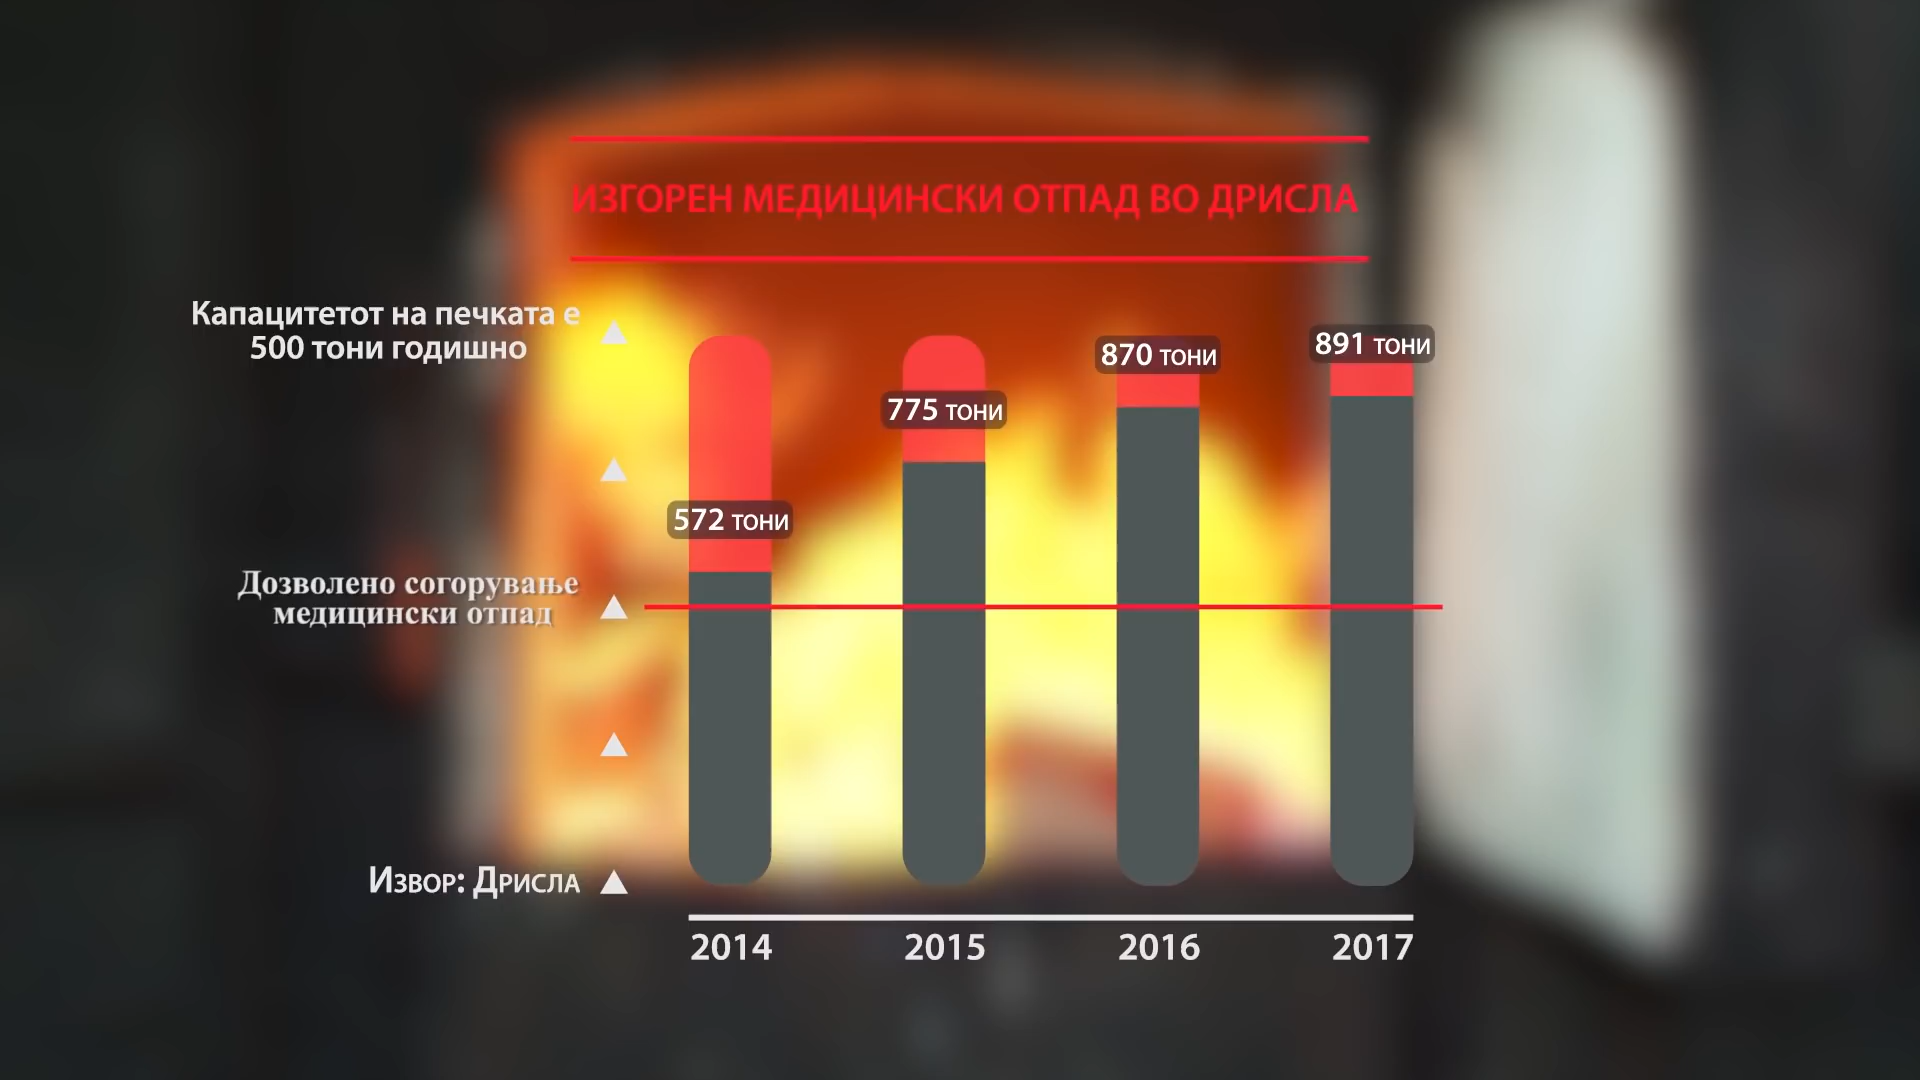 ИЗГОРЕН МЕДИЦИНСКИ ОТПАД ВО ДРИСЛА
Капацитетот на печката е
500 тони годишно
891 тони
870 тони
775 тони
572 тони
Дозволено согорување
медицински отпад
Извор: Дрисла
2014 2015 2016 2017